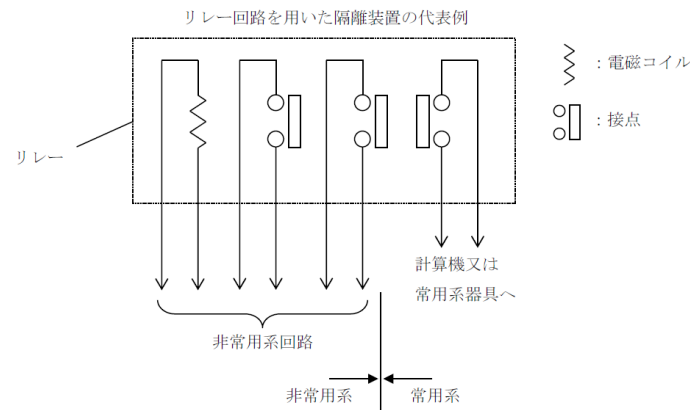 リレー回路を用いた隔離装置の代表例
：電磁コイル
：接点
リレー
計算機又は
常用系器具へ
非常用系回路
非常用系
常用系